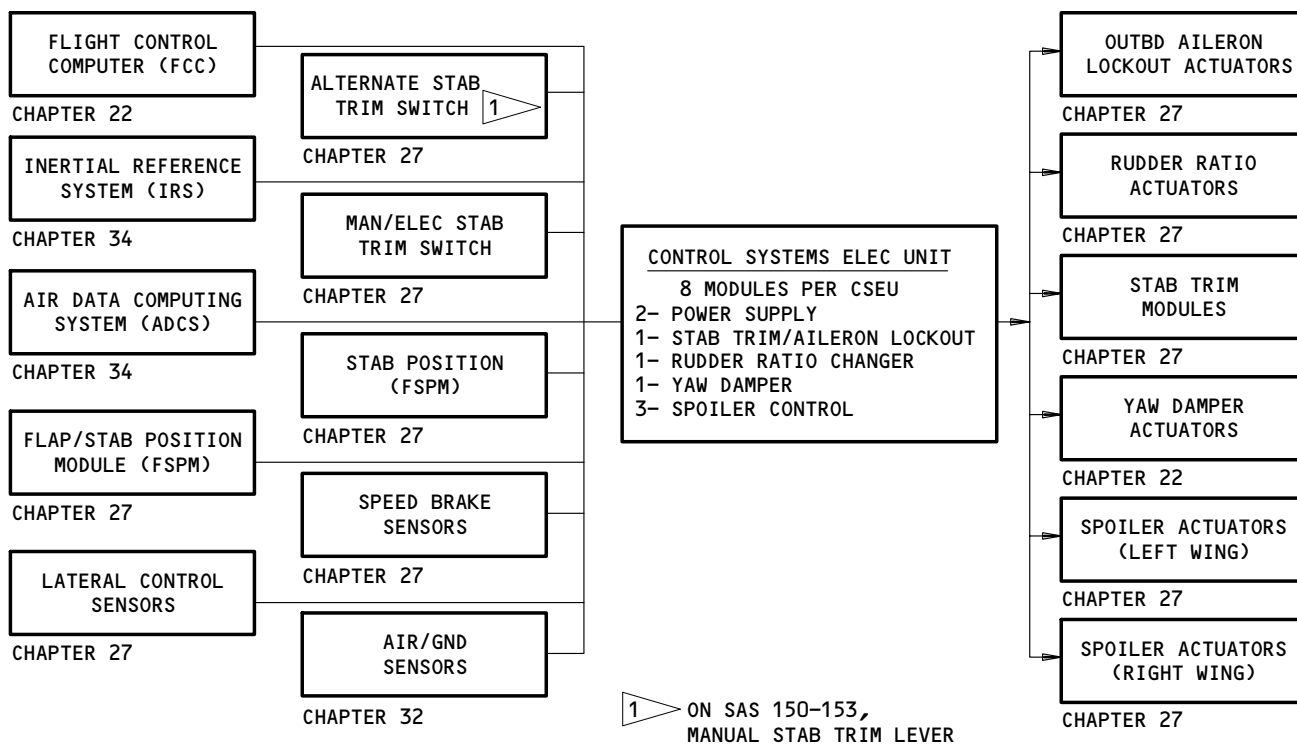 FLIGHT CONTROL
COMPUTER (FCC)
CHAPTER 22
INERTIAL REFERENCE
SYSTEM (IRS)
CHAPTER 34
AIR DATA COMPUTING
SYSTEM (ADCS)
CHAPTER 34
FLAP/STAB POSITION
MODULE (FSPM)
CHAPTER 27
LATERAL CONTROL
SENSORS
CHAPTER 27
ALTERNATE STAB
TRIM SWITCH 1
CHAPTER 27
MAN/ELEC STAB
TRIM SWITCH
CHAPTER 27
STAB POSITION
(FSPM)
CHAPTER 27
SPEED BRAKE
SENSORS
CHAPTER 27
AIR/GND
SENSORS
CHAPTER 32
CONTROL SYSTEMS ELEC UNIT
8 MODULES PER CSEU
2- POWER SUPPLY
1- STAB TRIM/AILERON LOCKOUT
1- RUDDER RATIO CHANGER
1- YAW DAMPER
3- SPOILER CONTROL
OUTBD AILERON
LOCKOUT ACTUATORS
CHAPTER 27
RUDDER RATIO
ACTUATORS
CHAPTER 27
STAB TRIM
MODULES
CHAPTER 27
YAW DAMPER
ACTUATORS
CHAPTER 22
SPOILER ACTUATORS
(LEFT WING)
CHAPTER 27
SPOILER ACTUATORS
(RIGHT WING)
CHAPTER 27
1 ON SAS 150-153,
MANUAL STAB TRIM LEVER